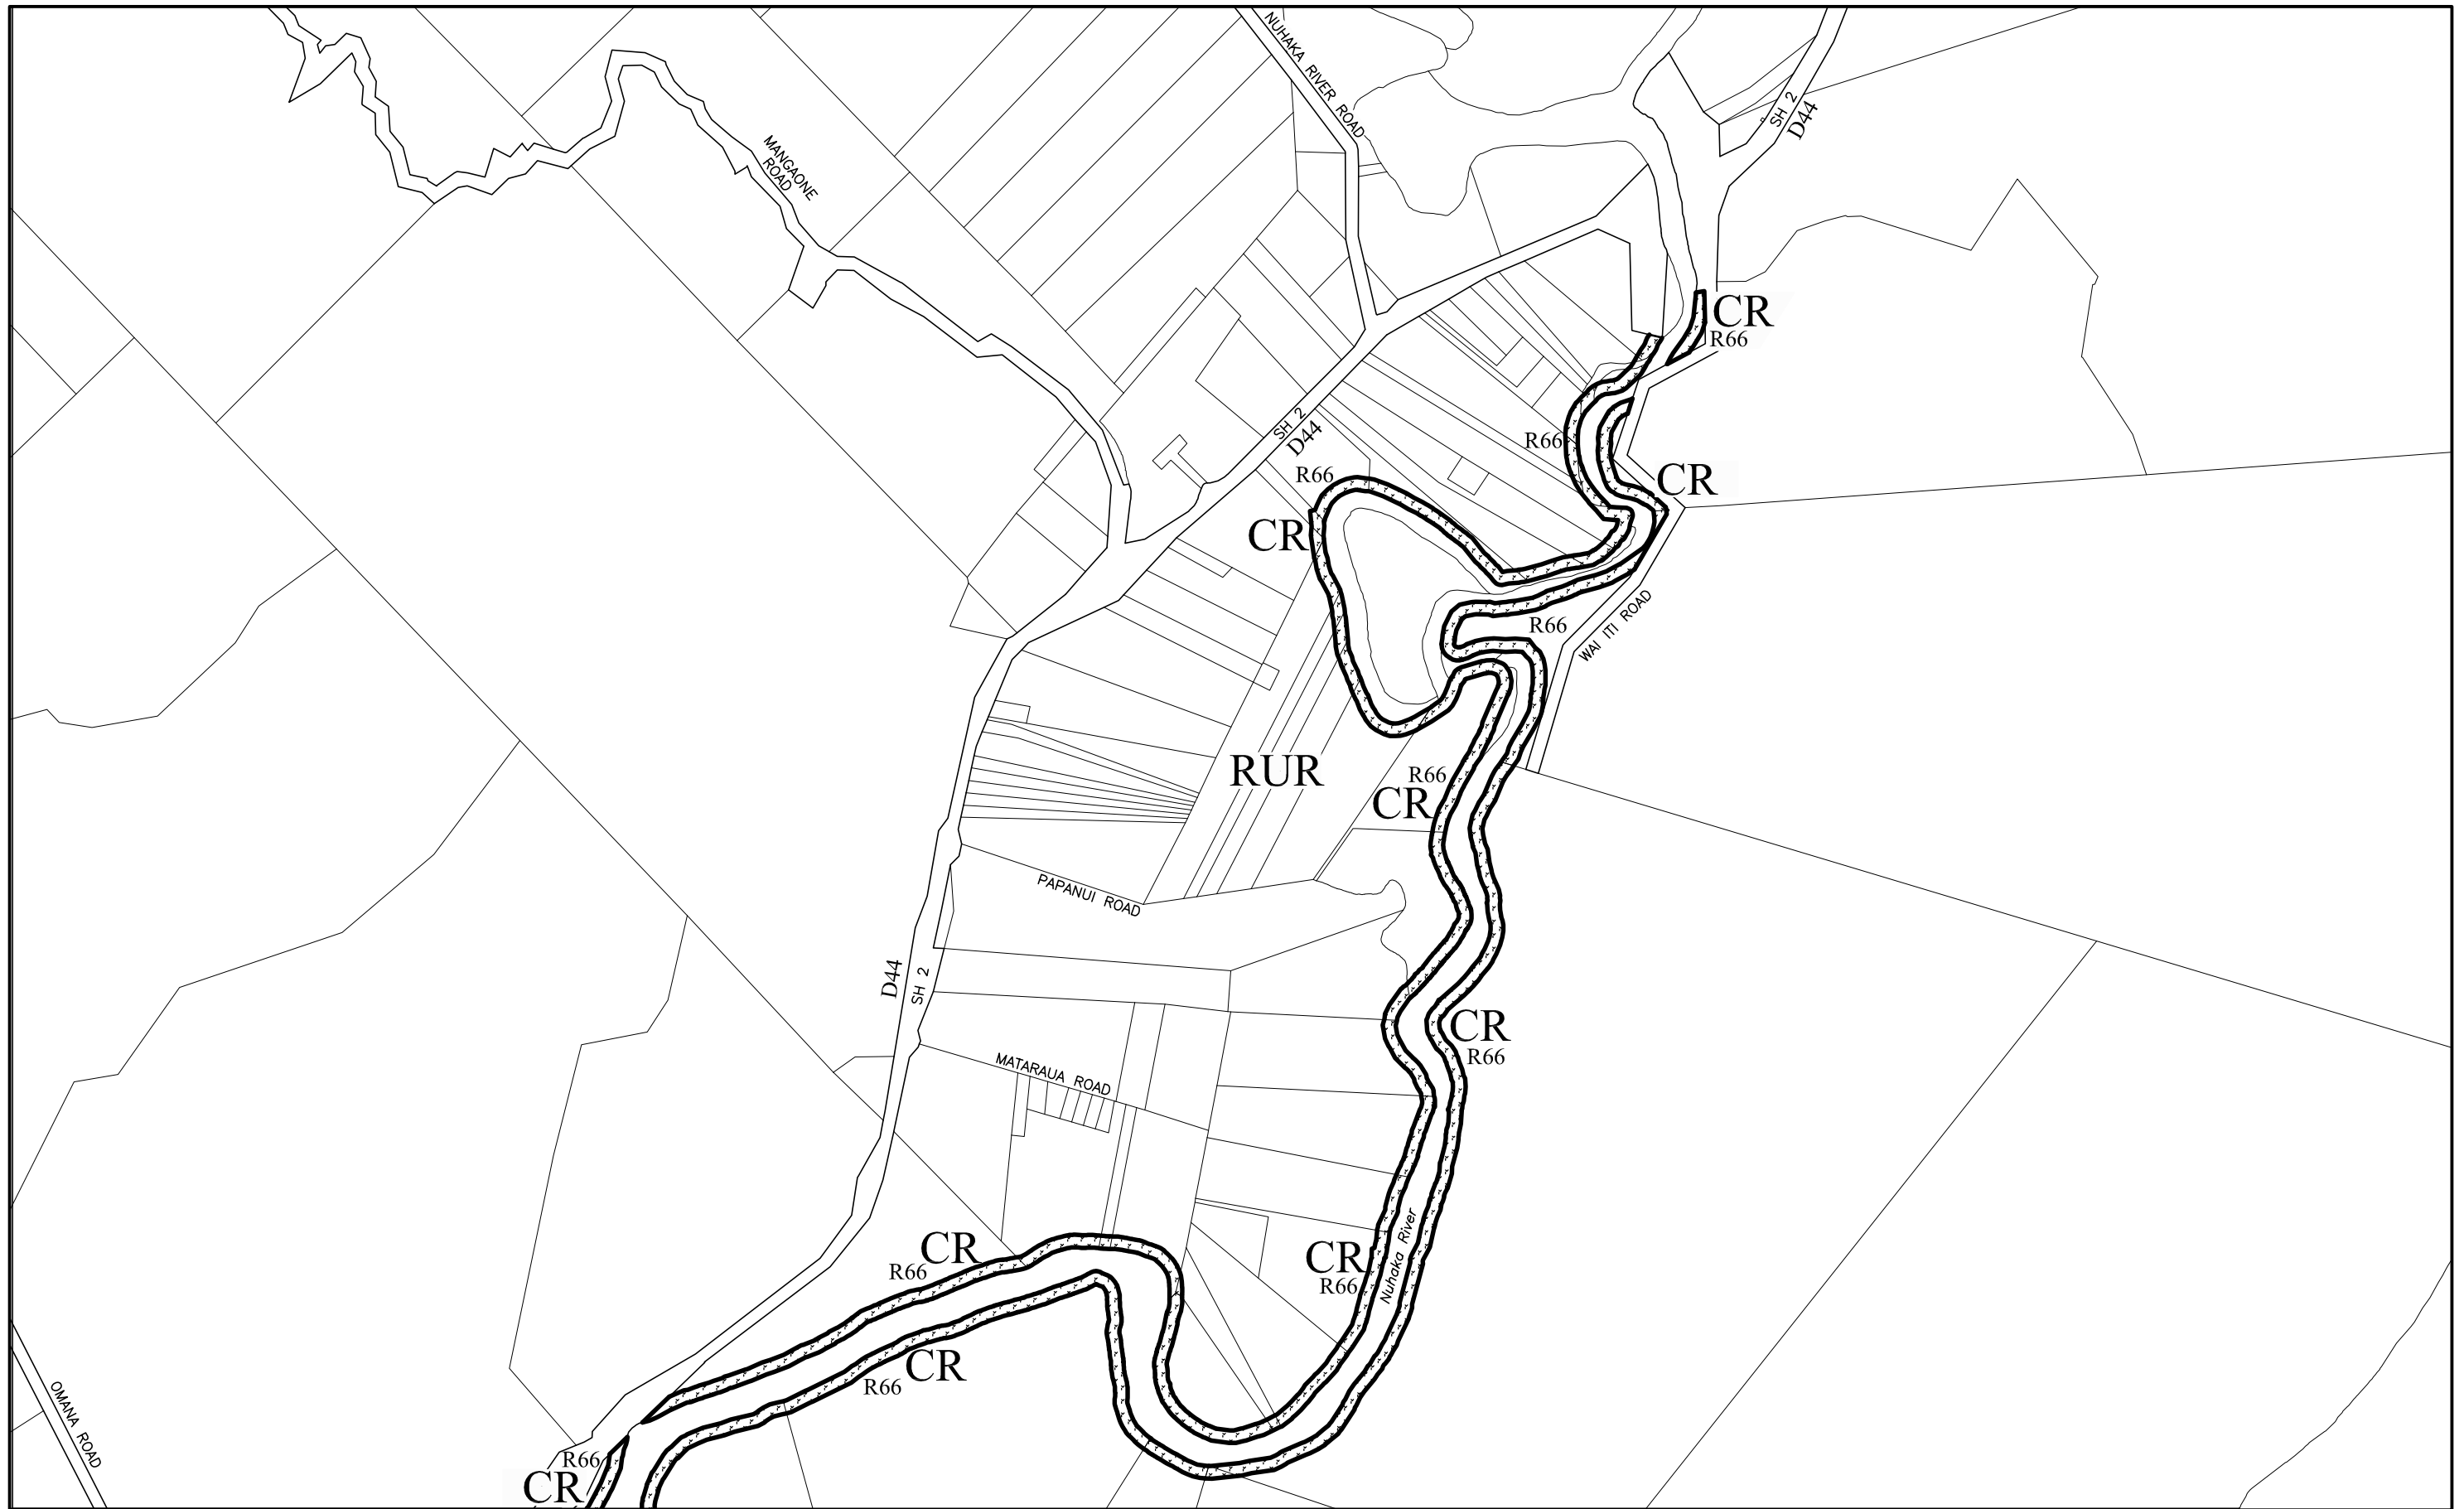 NUHAKA RIVER ROAD
SH 2
D44
MANGAONE
ROAD
CR
R66
SH 2
D44
R66
R66
CR
CR
R66
WAI ITI ROAD
RUR
R66
CR
PAPANUI ROAD
D44
SH 2
CR
R66
MATARAUA ROAD
Nuhaka River
CR
R66
CR
R66
CR
R66
OMANA ROAD
R66
CR